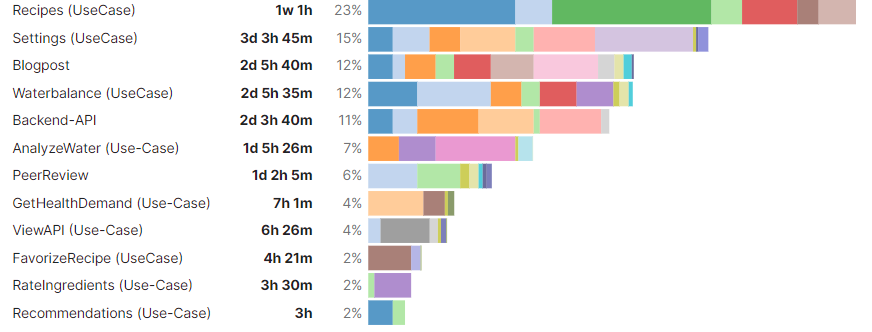 Recipes (UseCase) 1w 1h 23%
Settings (UseCase) 3d 3h 45m 15%
Blogpost 2d 5h 40m 12%
Waterbalance (UseCase) 2d 5h 35m 12%
Backend-API 2d 3h 40m 11%
AnalyzeWater (Use-Case) 1d 5h 26m 7%
PeerReview 1d 2h 5m 6%
GetHealthDemand (Use-Case) 7h 1m 4%
ViewAPI (Use-Case) 6h 26m 4%
FavorizeRecipe (UseCase) 4h 21m 2%
RateIngredients (Use-Case) 3h 30m 2%
Recommendations (Use-Case) 3h 2%